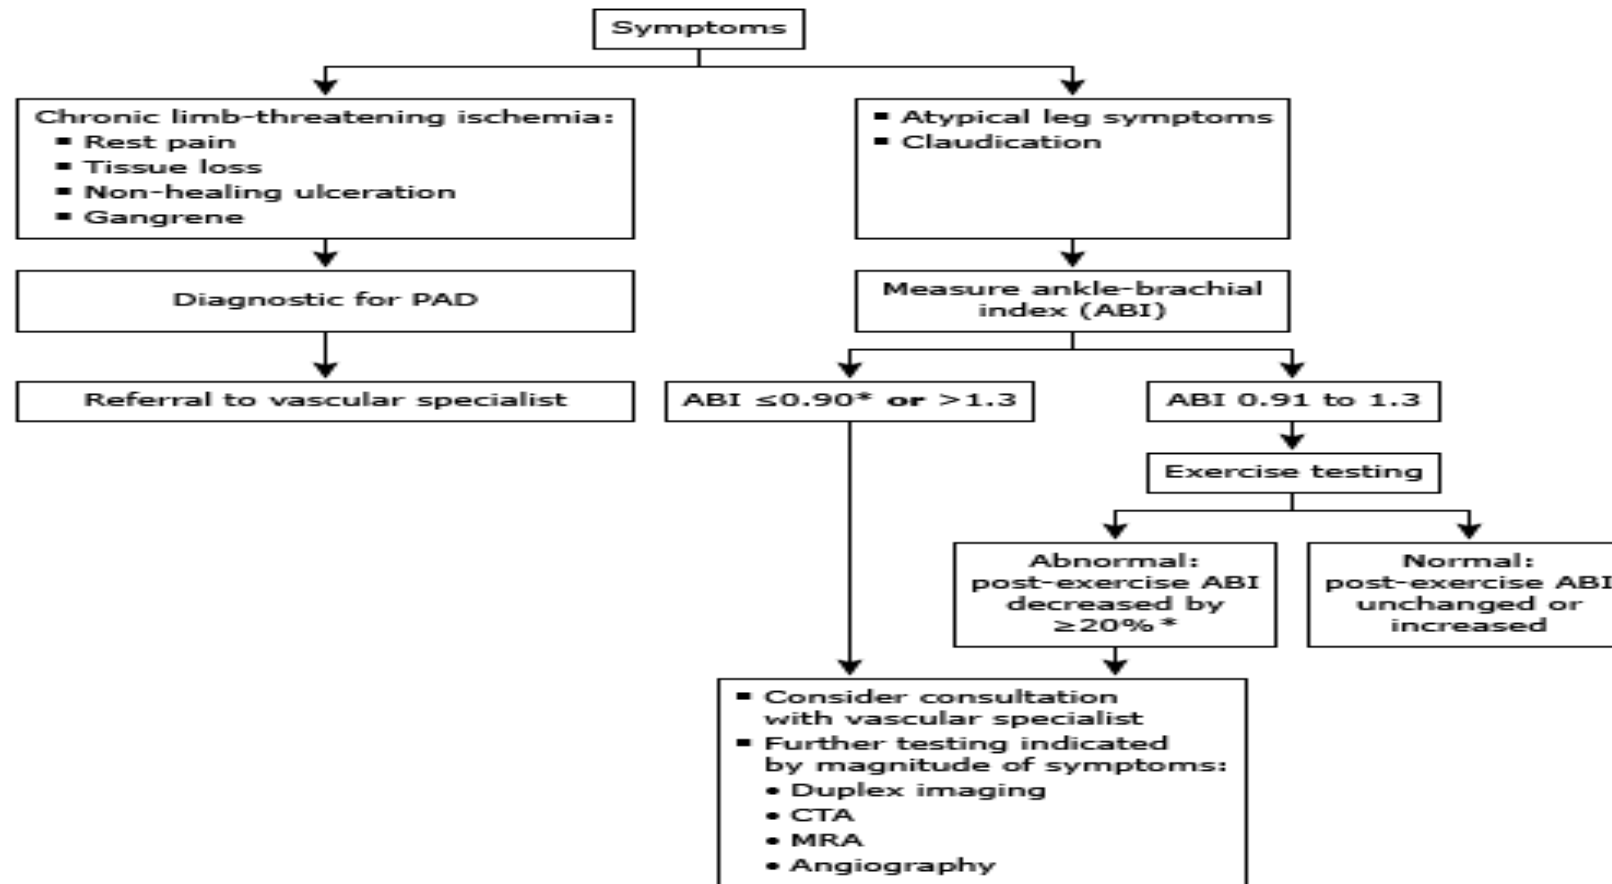 Symptoms
Chronic limb-threatening ischemia:
▪ Rest pain
▪ Tissue loss
▪ Non-healing ulceration
▪ Gangrene
▪ Atypical leg symptoms
▪ Claudication
Diagnostic for PAD
Measure ankle-brachial
index (ABI)
Referral to vascular specialist
ABI ≤0.90* or >1.3
ABI 0.91 to 1.3
Exercise testing
Abnormal:
post-exercise ABI
decreased by
≥20%*
Normal:
post-exercise ABI
unchanged or
increased
▪ Consider consultation
with vascular specialist
▪ Further testing indicated
by magnitude of symptoms:
• Duplex imaging
• CTA
• MRA
• Angiography